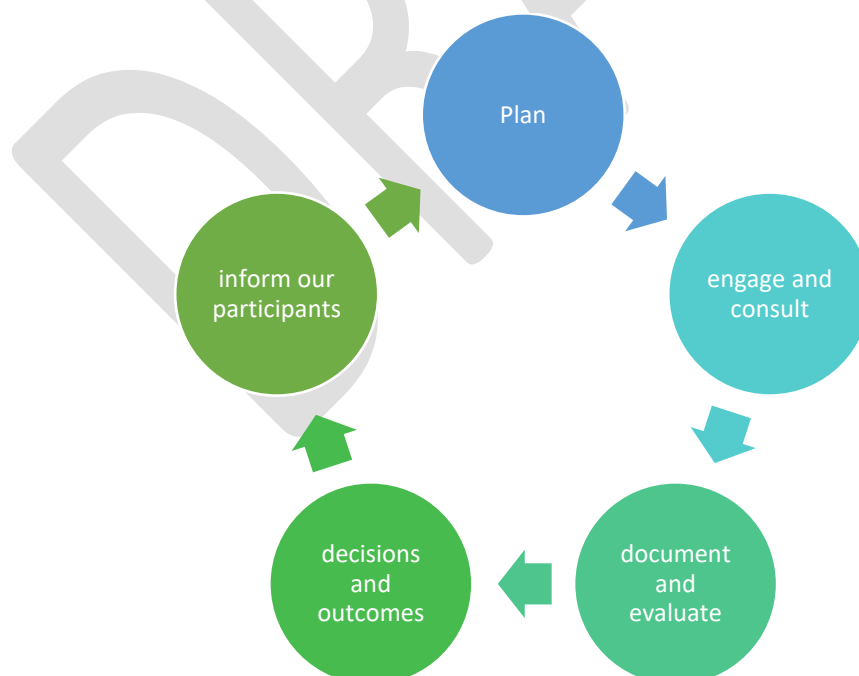 Plan
engage and
consult
document
and
evaluate
decisions
and
outcomes
inform our
participants